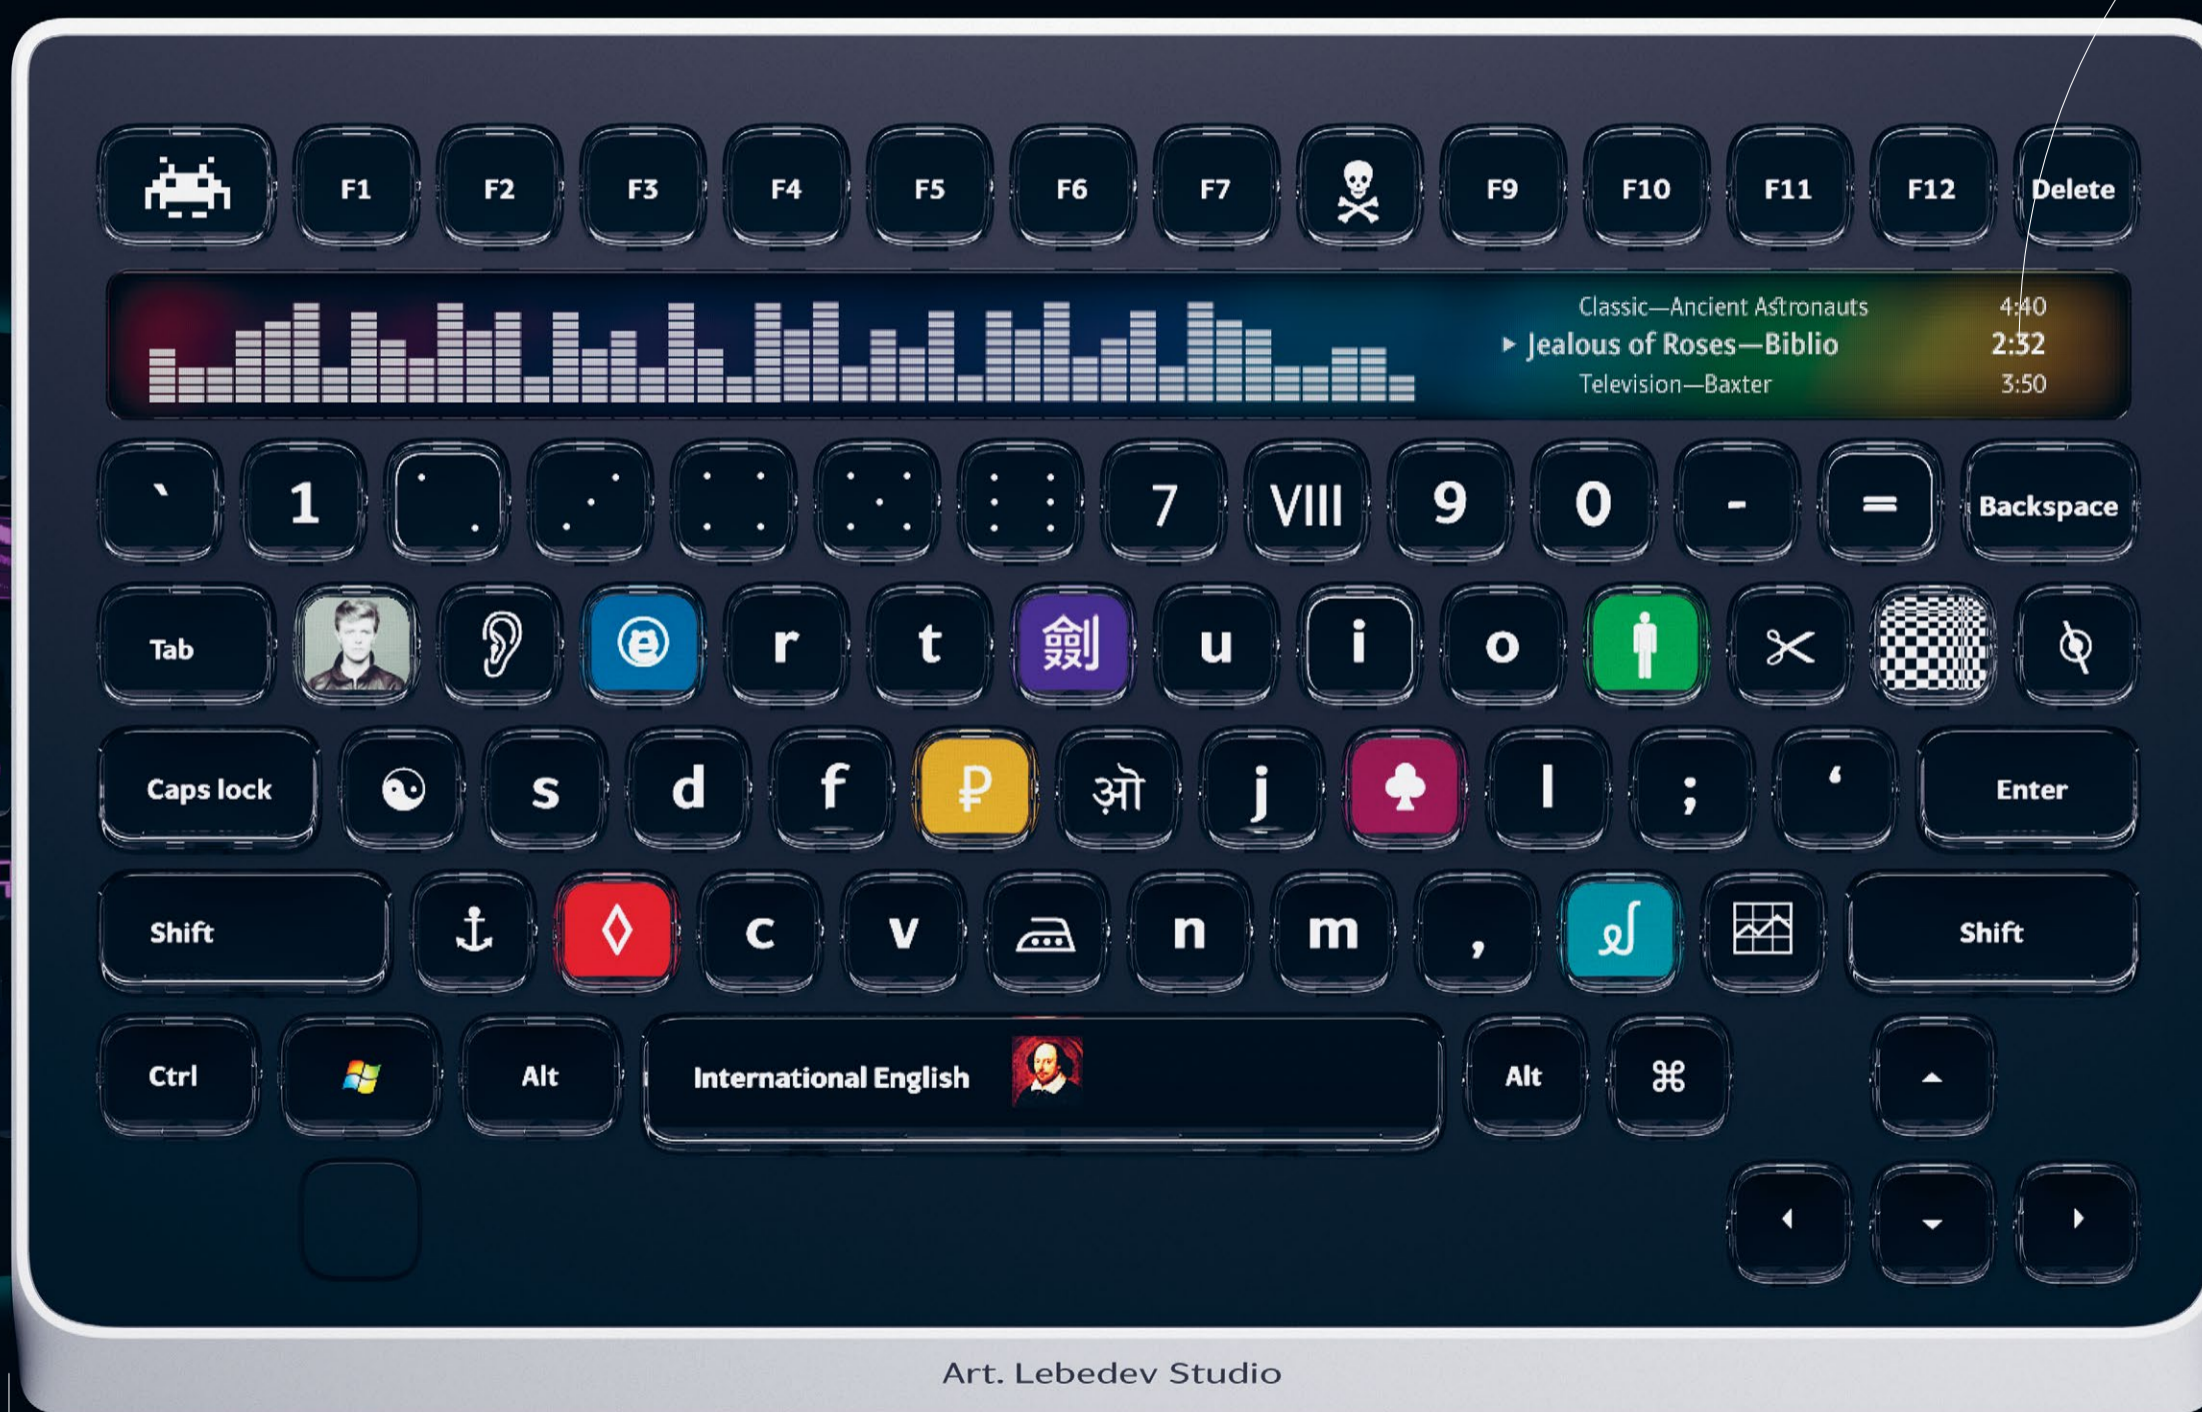 F1 F2 F3 F4 F5 F6 F7 F9 F10 F11 F12 Delete
Classic—Ancient Astronauts 4:40
Jealous of Roses—Biblio 2:32
Television—Baxter 3:50
` 1 7 VIII 9 0 - = Backspace
Tab e r t 劍 u i o
Caps lock s d f ₽ ओ़ j l ; ‘ Enter
Shift c v n m , Shift
Ctrl Alt International English Alt ⌘
Art. Lebedev Studio